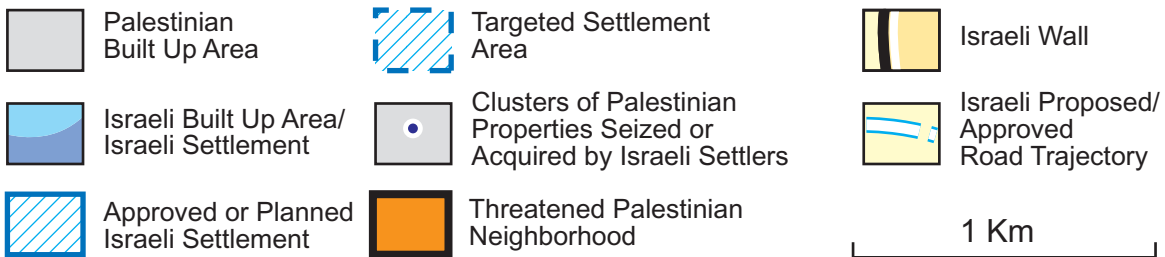 Palestinian
Built Up Area
Targeted Settlement
Area
Israeli Wall
Israeli Built Up Area/
Israeli Settlement
Clusters of Palestinian
Properties Seized or
Acquired by Israeli Settlers
Israeli Proposed/
Approved
Road Trajectory
Approved or Planned
Israeli Settlement
Threatened Palestinian
Neighborhood
1 Km